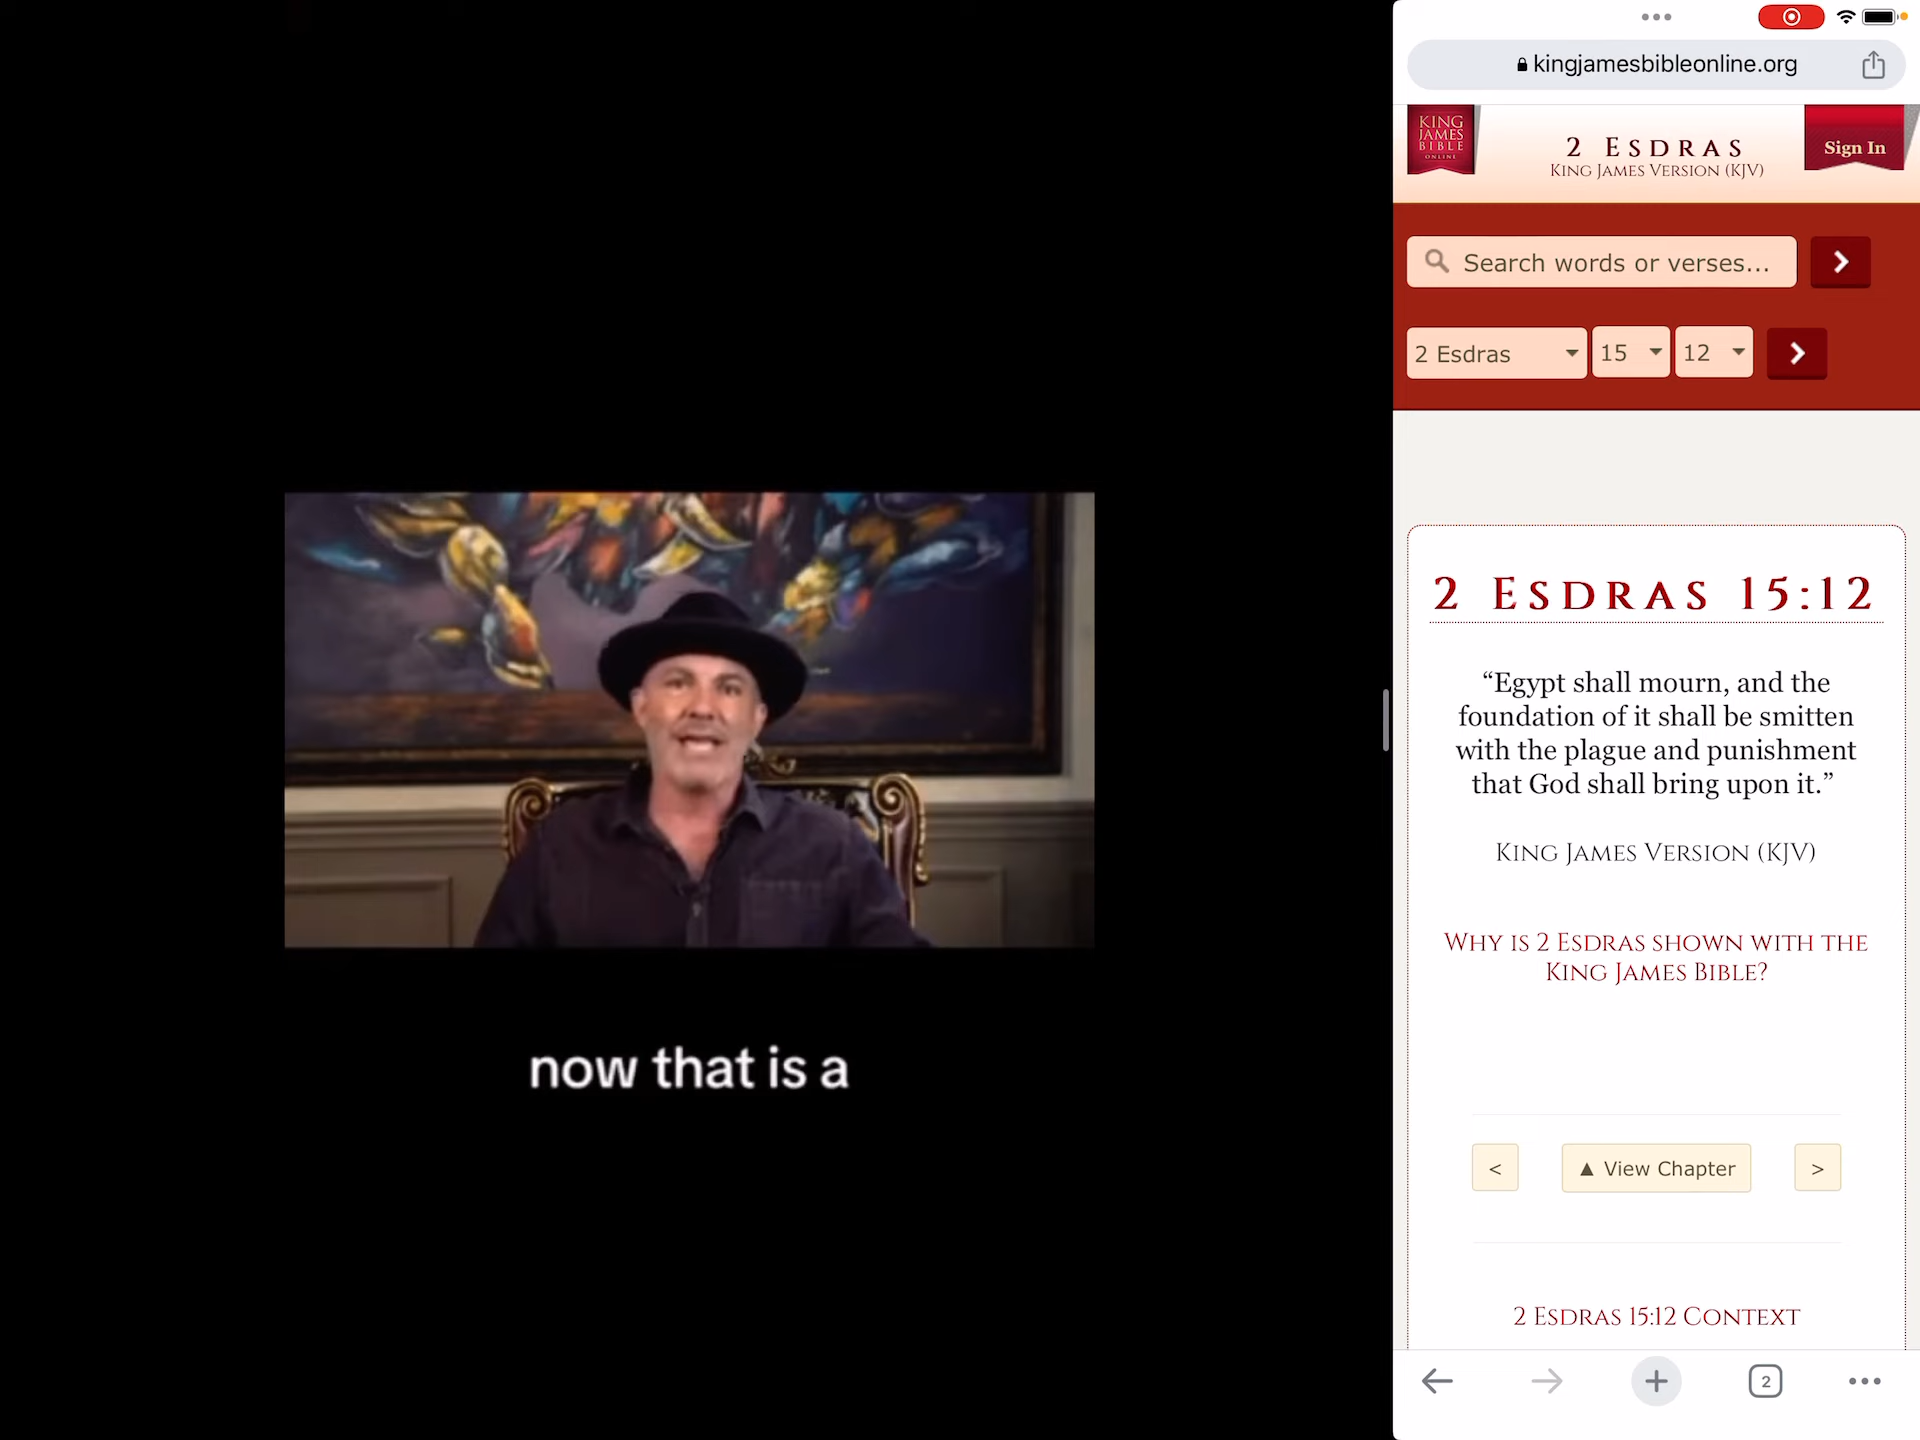 now that is a
kingjamesbibleonline.org
KING
JAMES
BIBLE
ONLINE
2 Esdras
King James Version (KJV)
Sign In
Search words or verses...
2 Esdras
15
12
2 Esdras 15:12
“Egypt shall mourn, and the
foundation of it shall be smitten
with the plague and punishment
that God shall bring upon it.”
King James Version (KJV)
Why is 2 Esdras shown with the
King James Bible?
<
▲ View Chapter
>
2 Esdras 15:12 Context
2